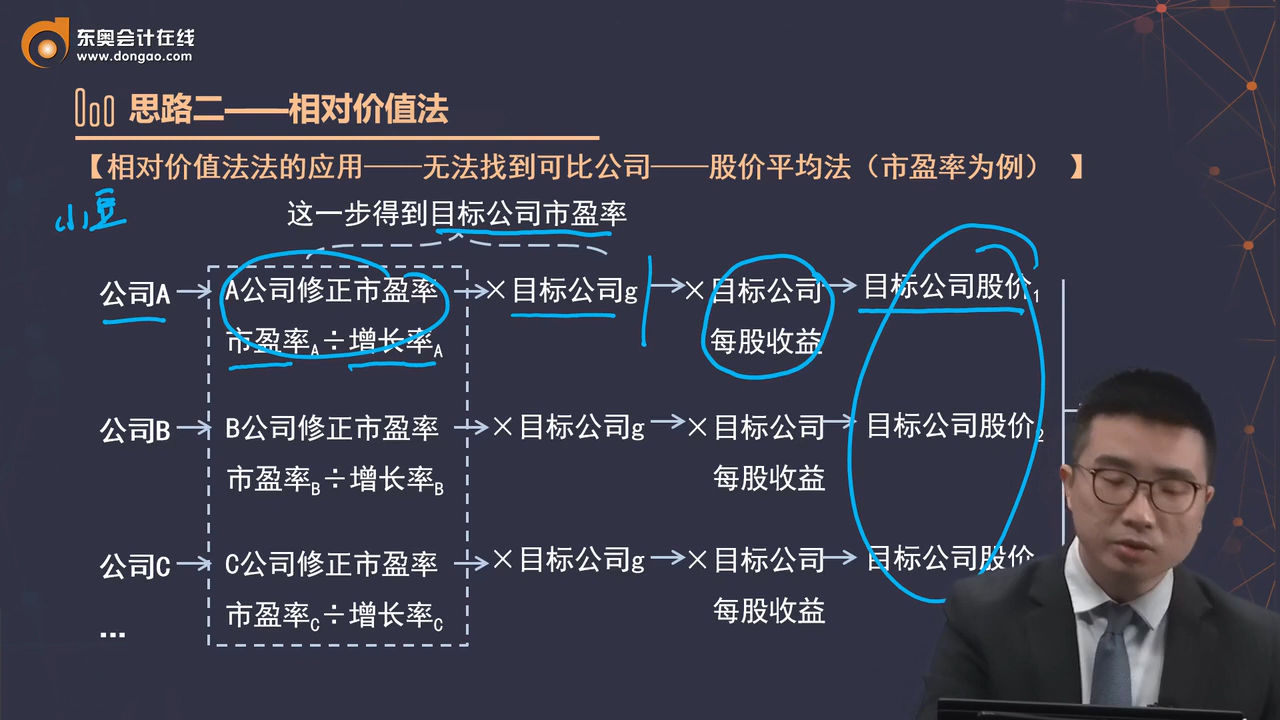 东奥会计在线
www.dongao.com
思路二——相对价值法
【相对价值法法的应用——无法找到可比公司——股价平均法（市盈率为例） 】
小豆
这一步得到目标公司市盈率
公司A A公司修正市盈率 ×目标公司g ×目标公司 目标公司股价1
市盈率A÷增长率A 每股收益
公司B B公司修正市盈率 ×目标公司g ×目标公司 目标公司股价2
市盈率B÷增长率B 每股收益
公司C C公司修正市盈率 ×目标公司g ×目标公司 目标公司股价
市盈率C÷增长率C 每股收益
...